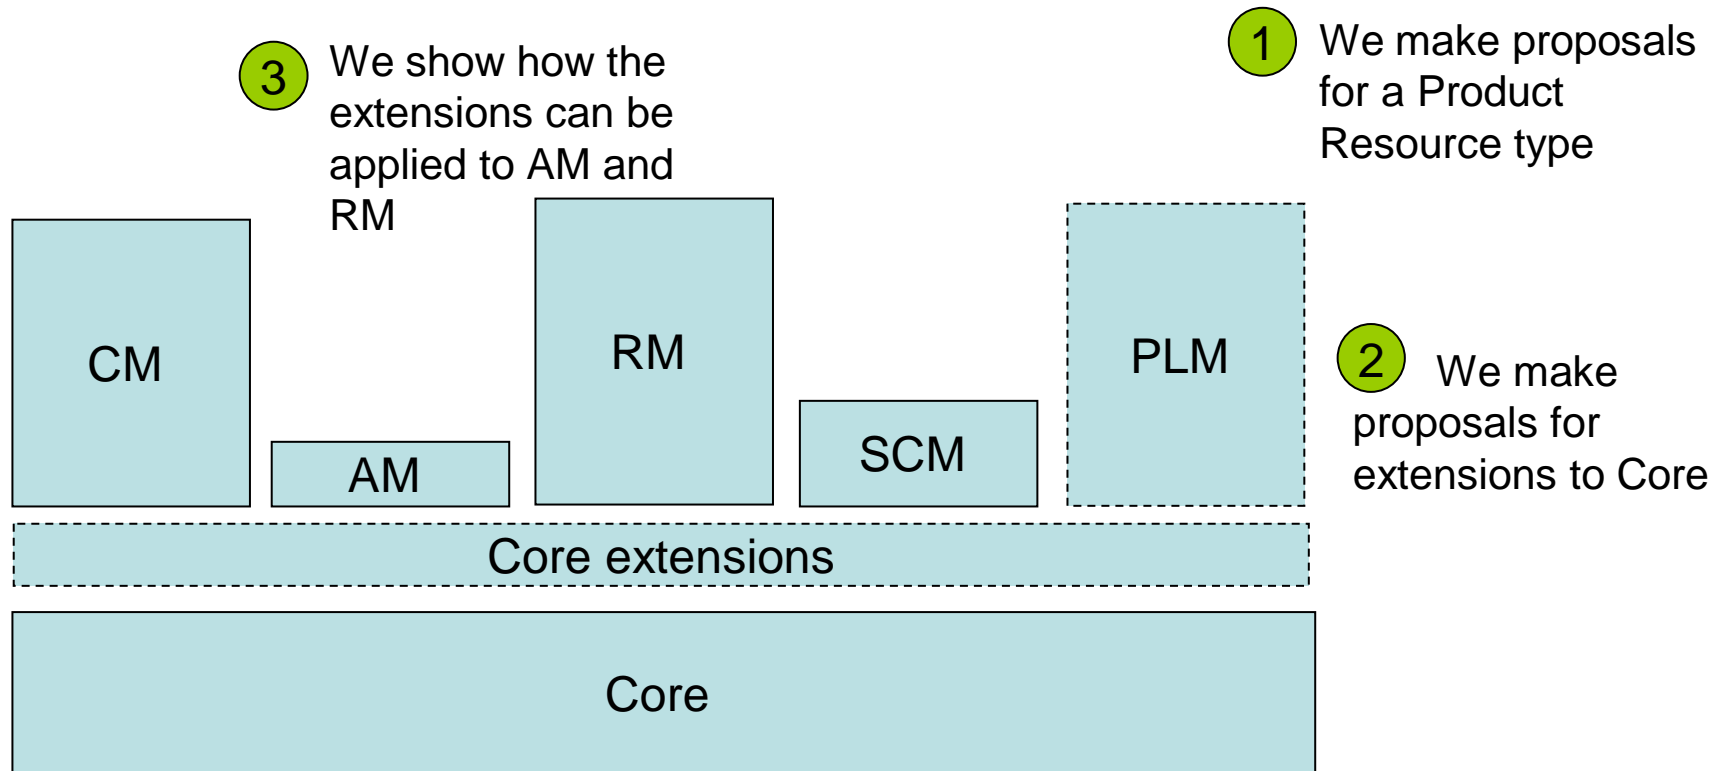 3
We show how the
extensions can be
applied to AM and
RM
1
We make proposals
for a Product
Resource type
CM
AM
RM
SCM
PLM
2
We make
proposals for
extensions to Core
Core extensions
Core